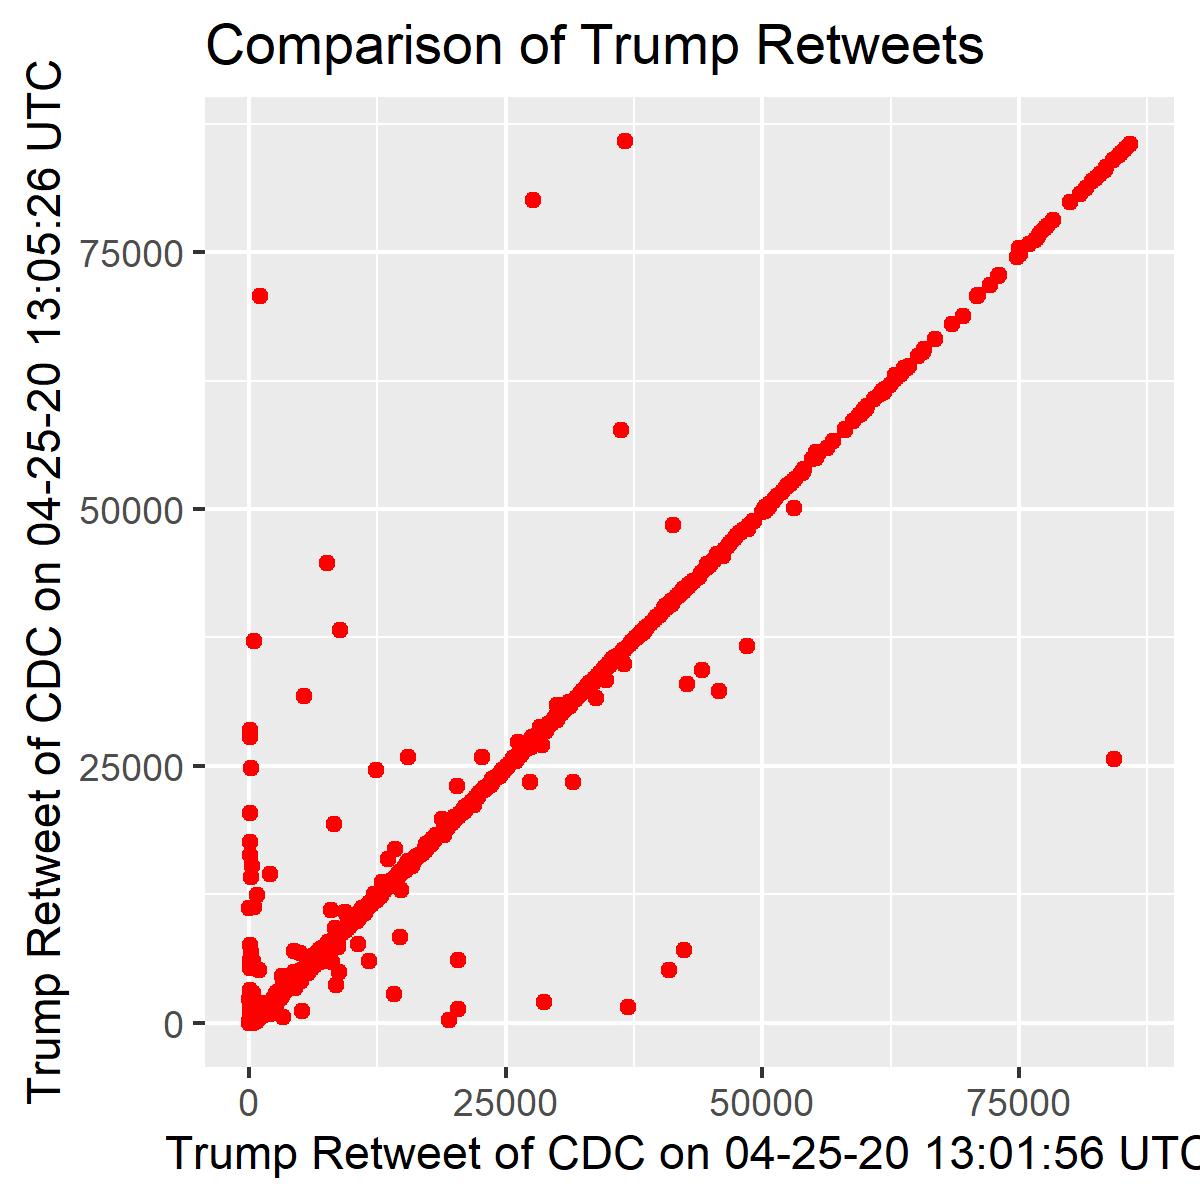 Comparison of Trump Retweets
Trump Retweet of CDC on 04-25-20 13:05:26 UTC
75000
50000
25000
0
0 25000 50000 75000
Trump Retweet of CDC on 04-25-20 13:01:56 UTC